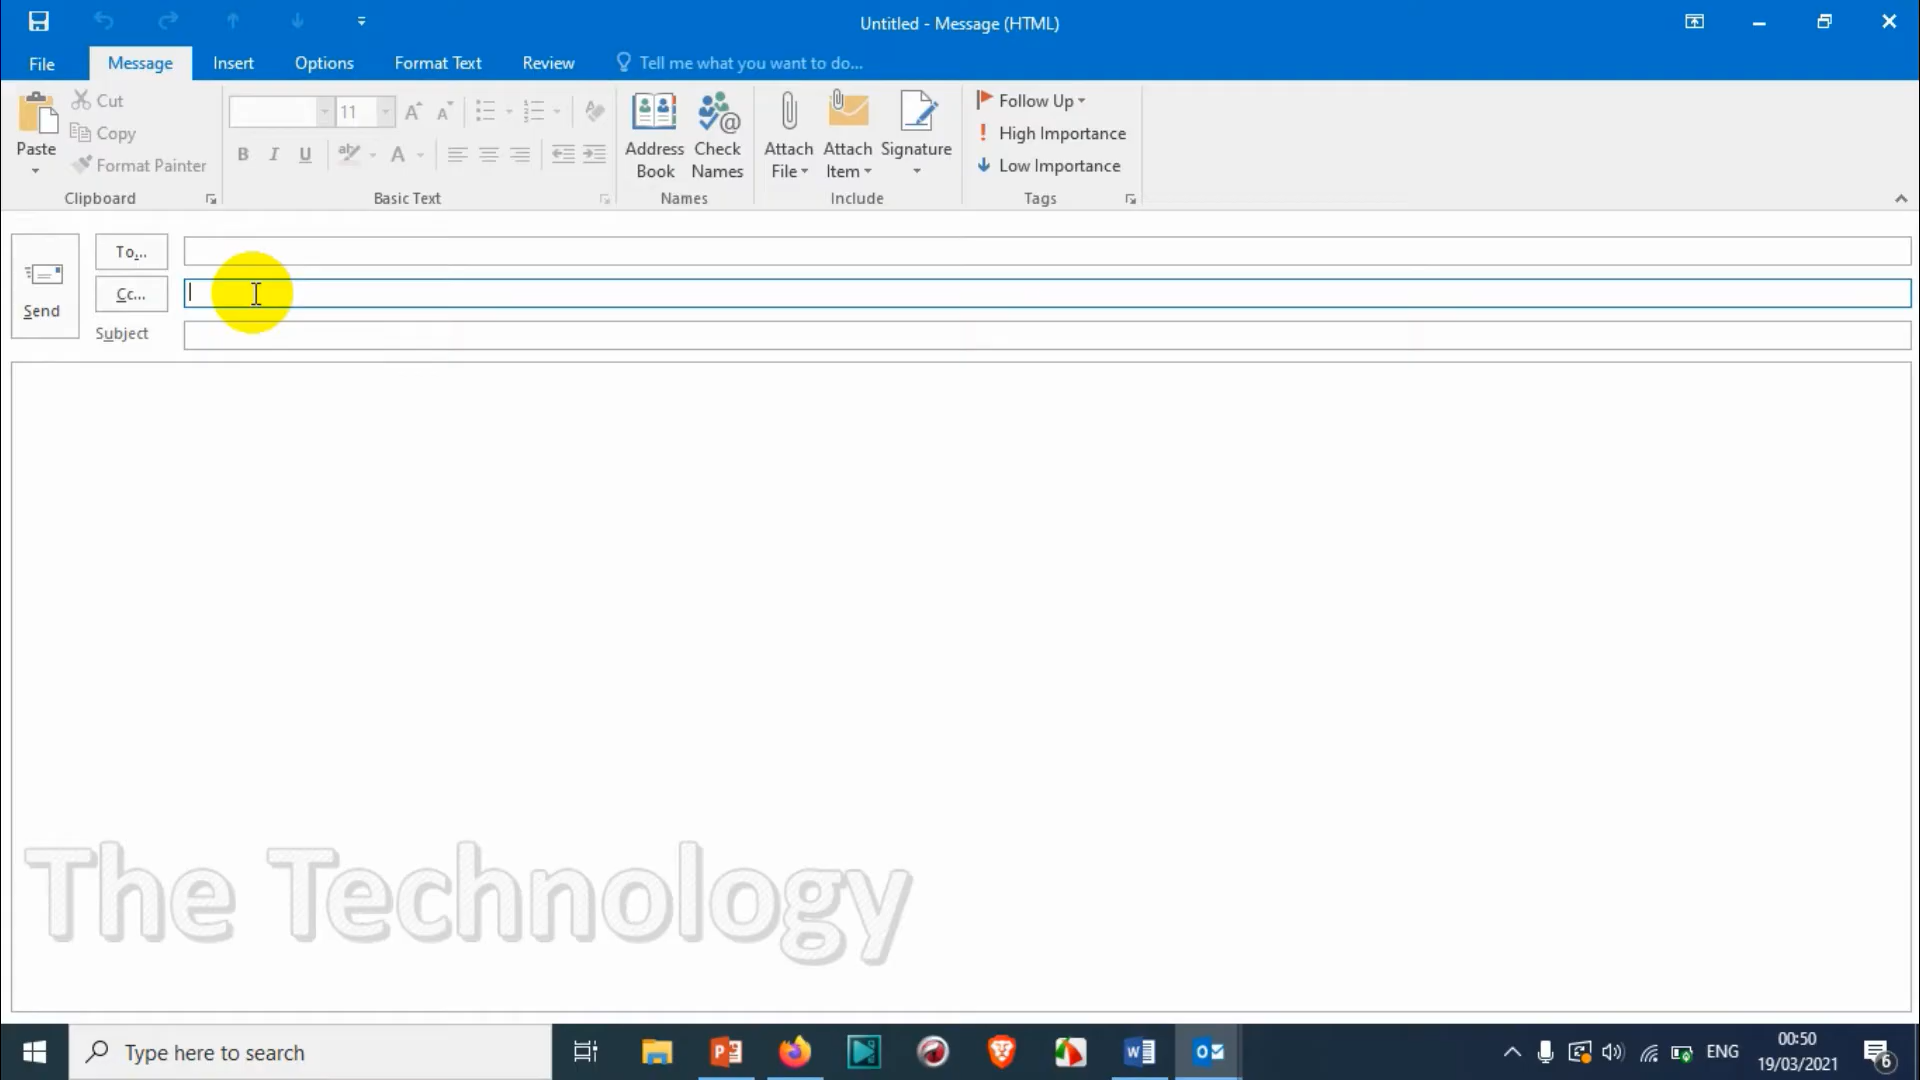 Untitled - Message (HTML)
File Message Insert Options Format Text Review Tell me what you want to do...
Paste
Cut
Copy
Format Painter
Clipboard
11
B I U
A
Basic Text
Address Book
Check Names
Names
Attach File
Attach Item
Signature
Include
Follow Up
High Importance
Low Importance
Tags
Send
To...
Cc...
Subject
The Technology
Type here to search
ENG
00:50
19/03/2021
6